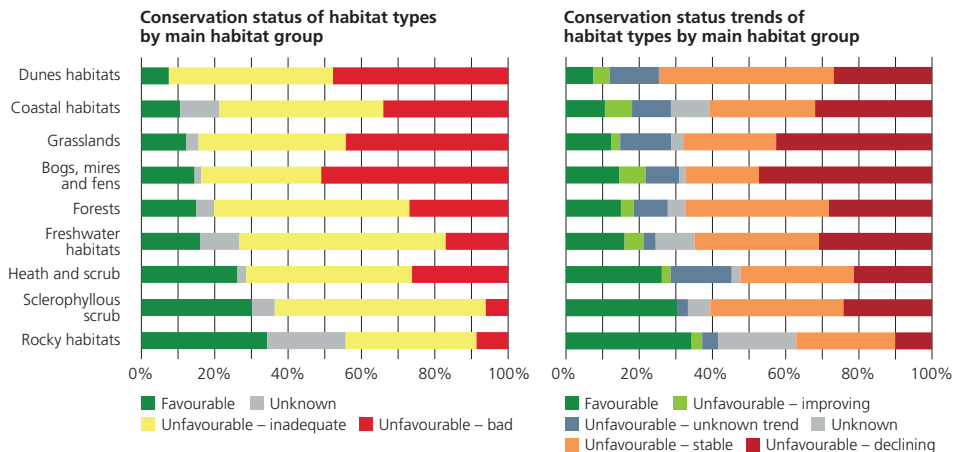 Conservation status of habitat types
by main habitat group
Dunes habitats
Coastal habitats
Grasslands
Bogs, mires
and fens
Forests
Freshwater
habitats
Heath and scrub
Sclerophyllous
scrub
Rocky habitats
0% 20% 40% 60% 80% 100%
Favourable Unknown
Unfavourable – inadequate Unfavourable – bad
Conservation status trends of
habitat types by main habitat group
0% 20% 40% 60% 80% 100%
Favourable Unfavourable – improving
Unfavourable – unknown trend Unknown
Unfavourable – stable Unfavourable – declining